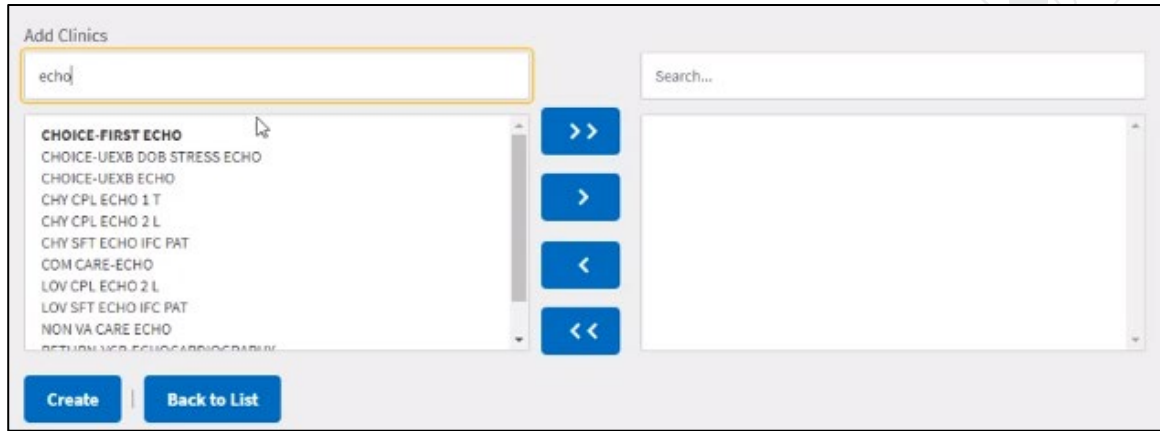 Add Clinics
echo
Search...
CHOICE-FIRST ECHO
CHOICE-UEXB DOB STRESS ECHO
CHOICE-UEXB ECHO
CHY CPL ECHO 1 T
CHY CPL ECHO 2 L
CHY SFT ECHO IFC PAT
COM CARE-ECHO
LOV CPL ECHO 2 L
LOV SFT ECHO IFC PAT
NON VA CARE ECHO
>>
>
<
<<
Create | Back to List